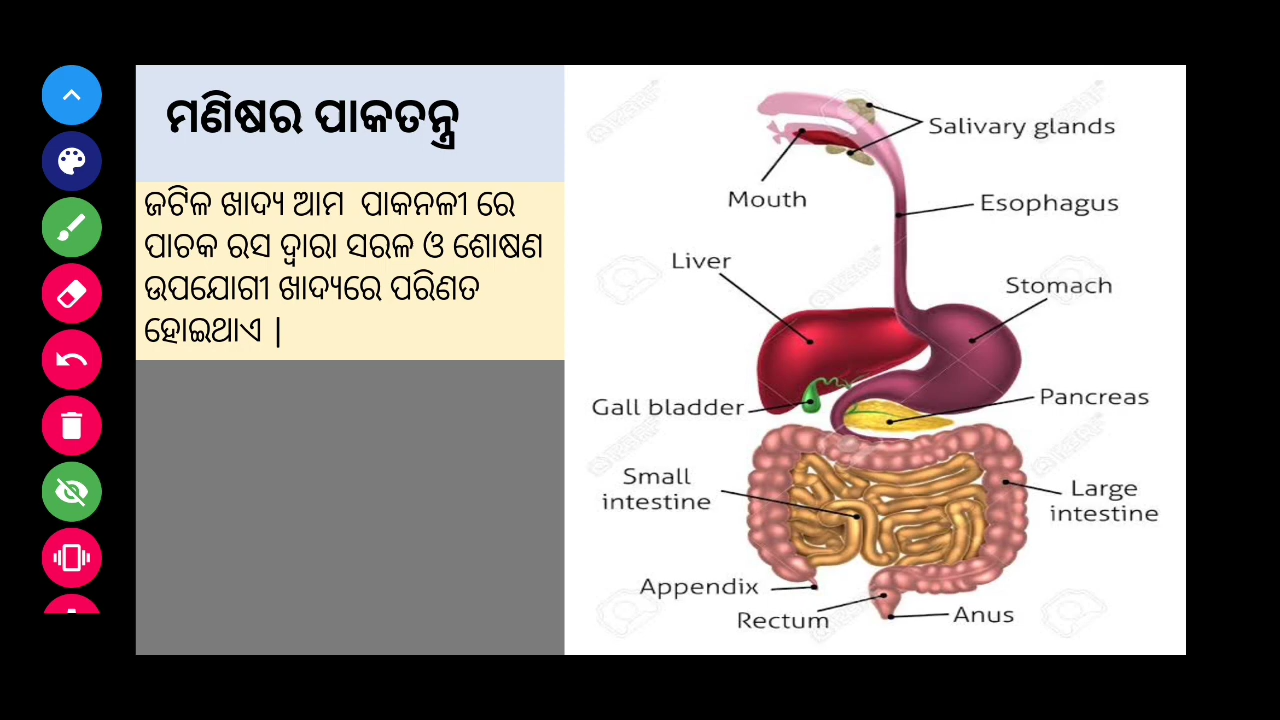 ମଣିଷର ପାକତନ୍ତ୍ର
ଜଟିଳ ଖାଦ୍ୟ ଆମ ପାକନଳୀ ରେ
ପାଚକ ରସ ଦ୍ୱାରା ସରଳ ଓ ଶୋଷଣ
ଉପଯୋଗୀ ଖାଦ୍ୟରେ ପରିଣତ
ହୋଇଥାଏ |
Salivary glands
Mouth
Esophagus
Liver
Stomach
Pancreas
Gall bladder
Small
intestine
Large
intestine
Appendix
Rectum
Anus